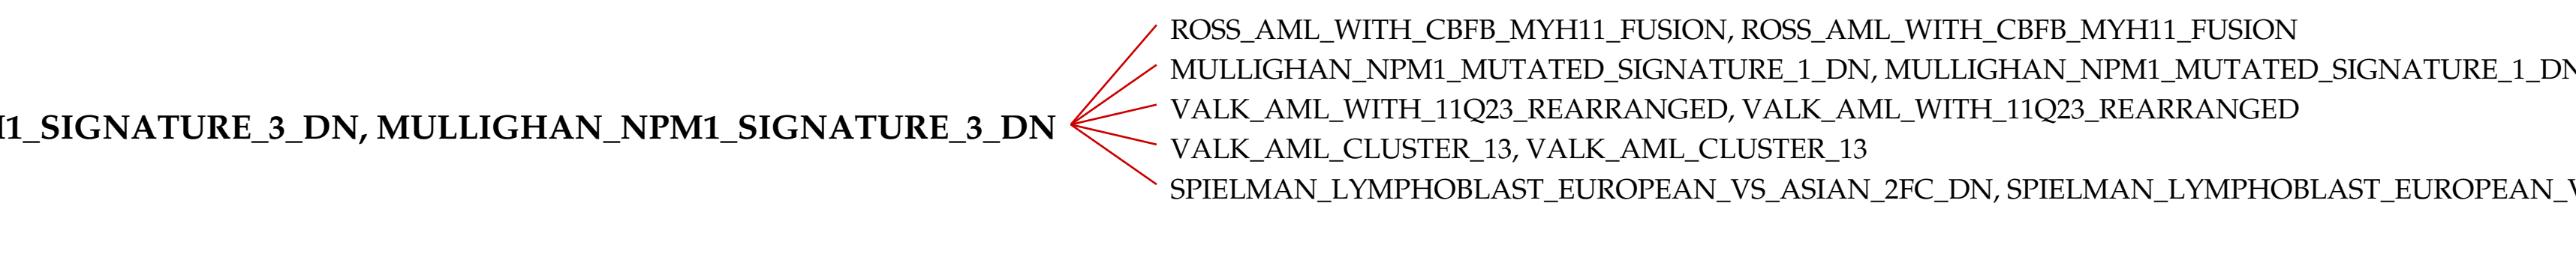 ROSS_AML_WITH_CBFB_MYH11_FUSION, ROSS_AML_WITH_CBFB_MYH11_FUSION
MULLIGHAN_NPM1_MUTATED_SIGNATURE_1_DN, MULLIGHAN_NPM1_MUTATED_SIGNATURE_1_DN
VALK_AML_WITH_11Q23_REARRANGED, VALK_AML_WITH_11Q23_REARRANGED
1_SIGNATURE_3_DN, MULLIGHAN_NPM1_SIGNATURE_3_DN
VALK_AML_CLUSTER_13, VALK_AML_CLUSTER_13
SPIELMAN_LYMPHOBLAST_EUROPEAN_VS_ASIAN_2FC_DN, SPIELMAN_LYMPHOBLAST_EUROPEAN_